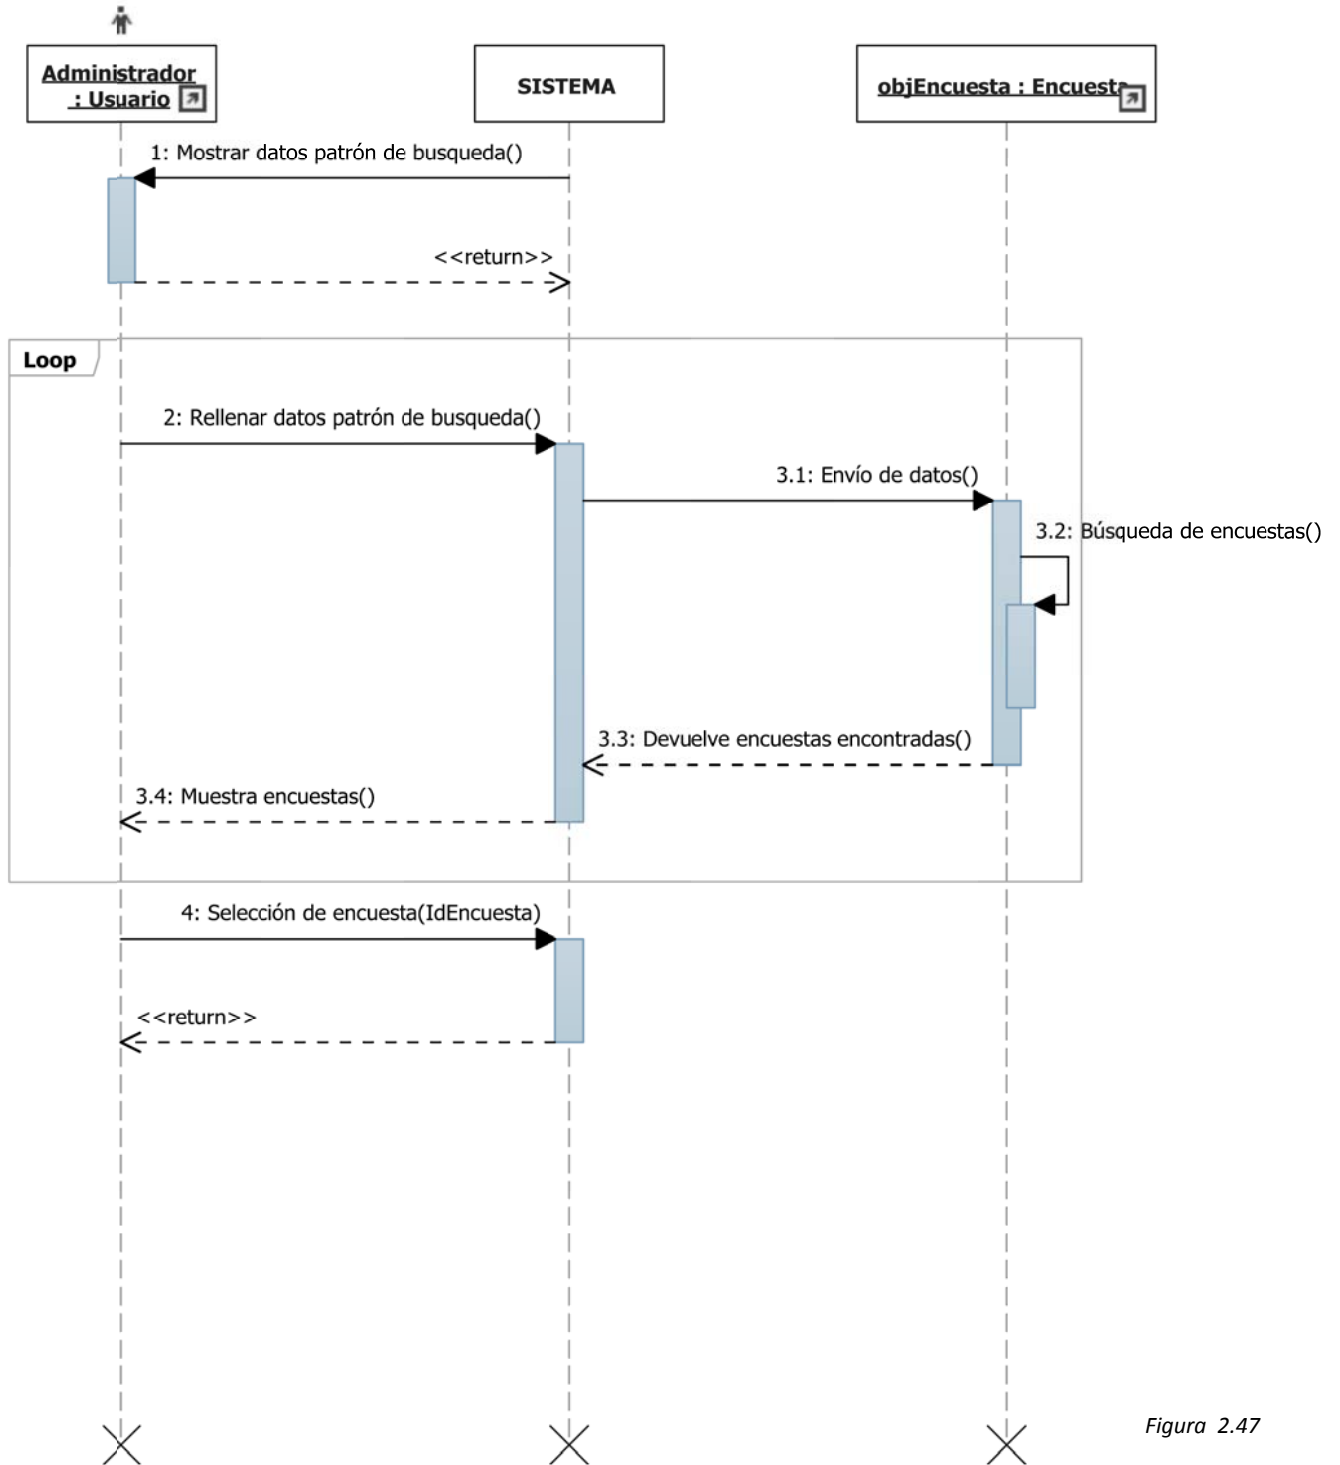 Administrador
: Usuario
SISTEMA
objEncuesta : Encuesta
1: Mostrar datos patrón de busqueda()
<<return>>
Loop
2: Rellenar datos patrón de busqueda()
3.1: Envío de datos()
3.2: Búsqueda de encuestas()
3.3: Devuelve encuestas encontradas()
3.4: Muestra encuestas()
4: Selección de encuesta(IdEncuesta)
<<return>>
Figura 2.47